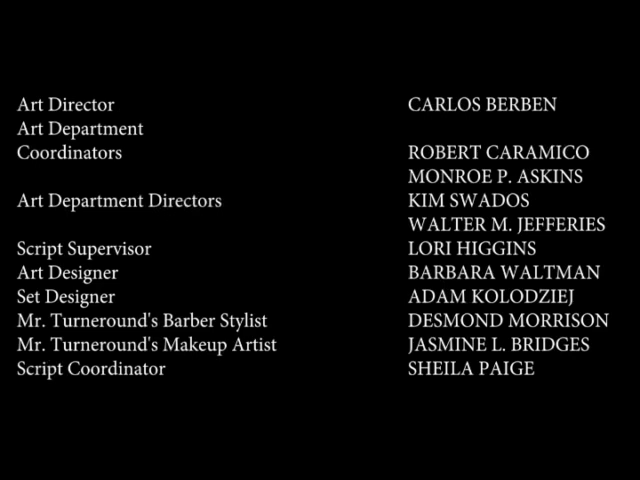 Art Director CARLOS BERBEN
Art Department
Coordinators ROBERT CARAMICO
MONROE P. ASKINS
Art Department Directors KIM SWADOS
WALTER M. JEFFERIES
Script Supervisor LORI HIGGINS
Art Designer BARBARA WALTMAN
Set Designer ADAM KOLODZIEJ
Mr. Turneround's Barber Stylist DESMOND MORRISON
Mr. Turneround's Makeup Artist JASMINE L. BRIDGES
Script Coordinator SHEILA PAIGE